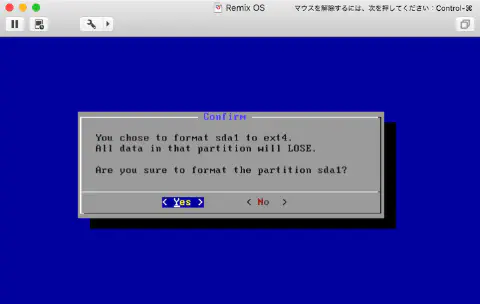 Remix OS
マウスを解除するには、次を押してください：Control-⌘
Confirm
You chose to format sda1 to ext4.
All data in that partition will LOSE.
Are you sure to format the partition sda1?
< Yes >
< No >